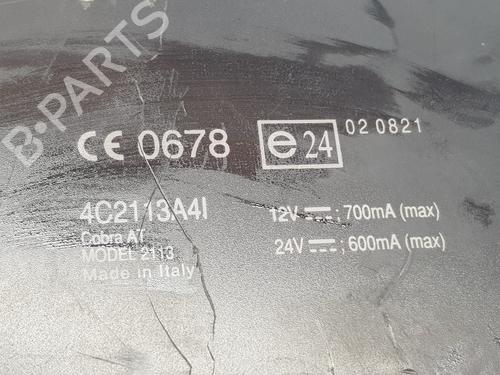 B-PARTS
CE 0678
e24
02 0821
4C2113A4I
12V ; 700mA (max)
Cobra AT
24V ; 600mA (max)
MODEL 2113
Made in Italy